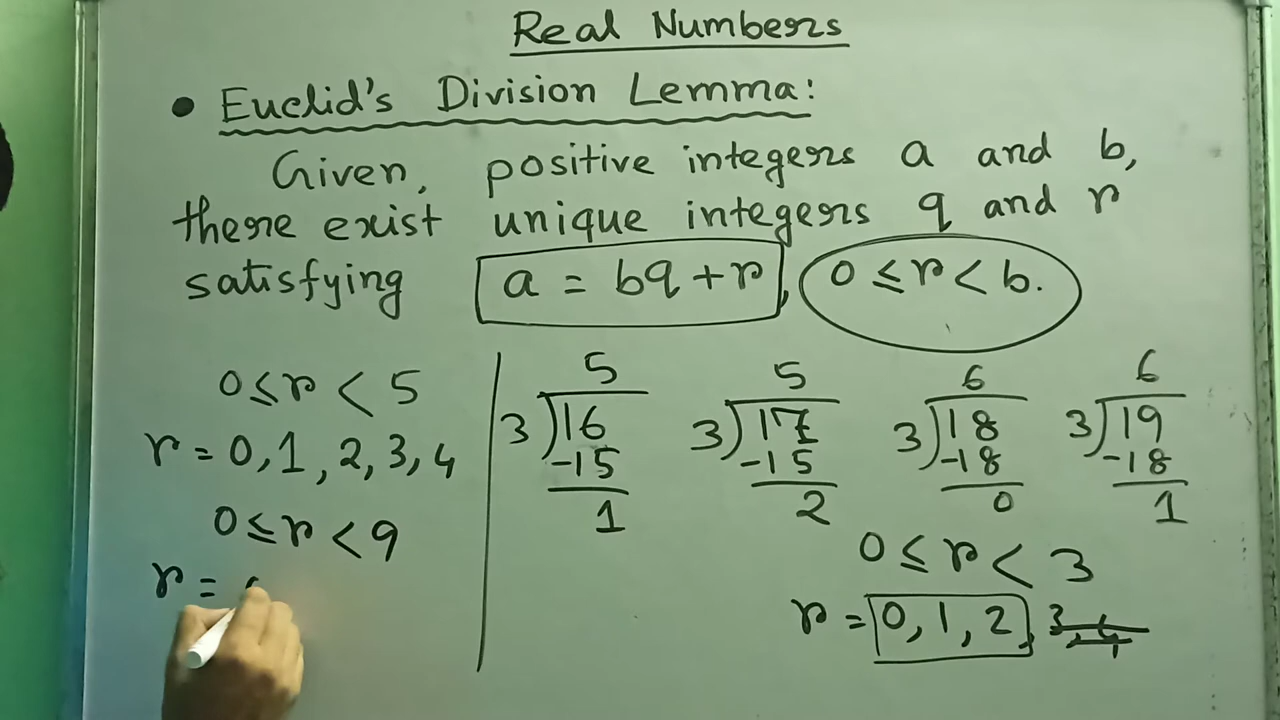 Real Numbers
• Euclid's Division Lemma:
Given, positive integers a and b,
there exist unique integers q and r
satisfying a = bq + r, 0 ≤ r < b.
0 ≤ r < 5
r = 0, 1, 2, 3, 4
0 ≤ r < 9
r =
5
3)16
-15
1
5
3)17
-15
2
6
3)18
-18
0
6
3)19
-18
1
0 ≤ r < 3
r = 0, 1, 2, 3, 4